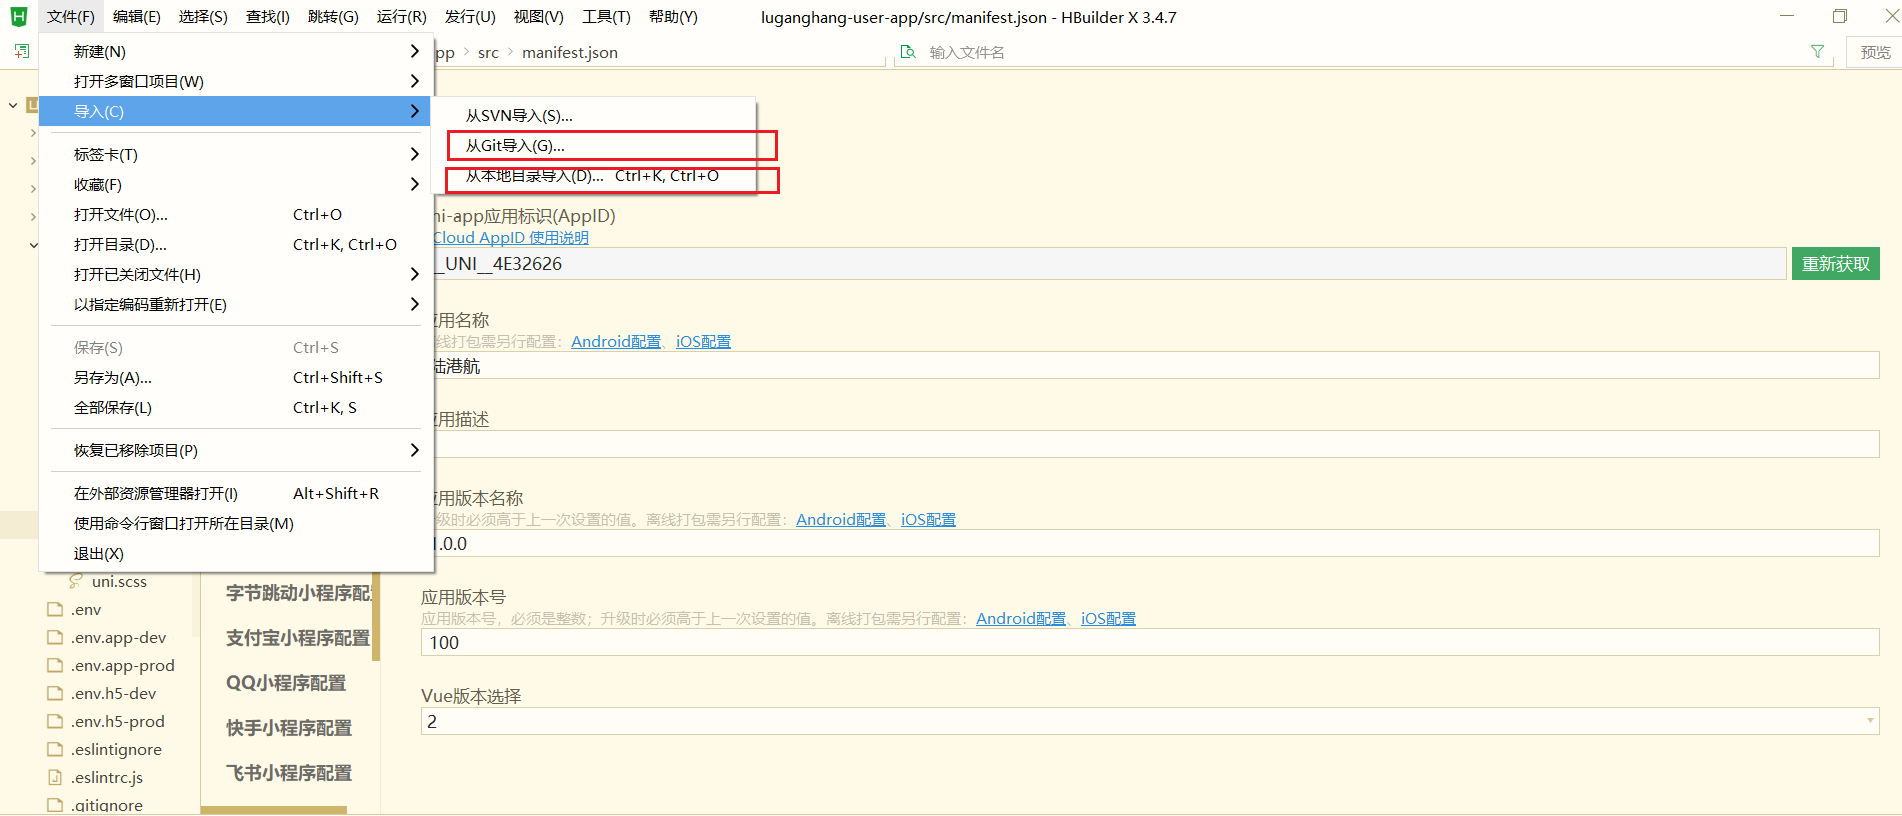 文件(F) 编辑(E) 选择(S) 查找(I) 跳转(G) 运行(R) 发行(U) 视图(V) 工具(T) 帮助(Y) luganghang-user-app/src/manifest.json - HBuilder X 3.4.7
pp > src > manifest.json 输入文件名 预览
新建(N)
打开多窗口项目(W)
导入(C)
标签卡(T)
收藏(F)
打开文件(O)... Ctrl+O
打开目录(D)... Ctrl+K, Ctrl+O
打开已关闭文件(H)
以指定编码重新打开(E)
保存(S) Ctrl+S
另存为(A)... Ctrl+Shift+S
全部保存(L) Ctrl+K, S
恢复已移除项目(P)
在外部资源管理器打开(I) Alt+Shift+R
使用命令行窗口打开所在目录(M)
退出(X)
从SVN导入(S)...
从Git导入(G)...
从本地目录导入(D)... Ctrl+K, Ctrl+O
ni-app应用标识(AppID)
Cloud AppID 使用说明
__UNI__4E32626 重新获取
应用名称
线打包需另行配置：Android配置、iOS配置
陆港航
应用描述
应用版本名称
级时必须高于上一次设置的值。离线打包需另行配置：Android配置、iOS配置
1.0.0
应用版本号
应用版本号，必须是整数；升级时必须高于上一次设置的值。离线打包需另行配置：Android配置、iOS配置
100
Vue版本选择
2
uni.scss
.env
.env.app-dev
.env.app-prod
.env.h5-dev
.env.h5-prod
.eslintignore
.eslintrc.js
.gitignore
字节跳动小程序配
支付宝小程序配置
QQ小程序配置
快手小程序配置
飞书小程序配置